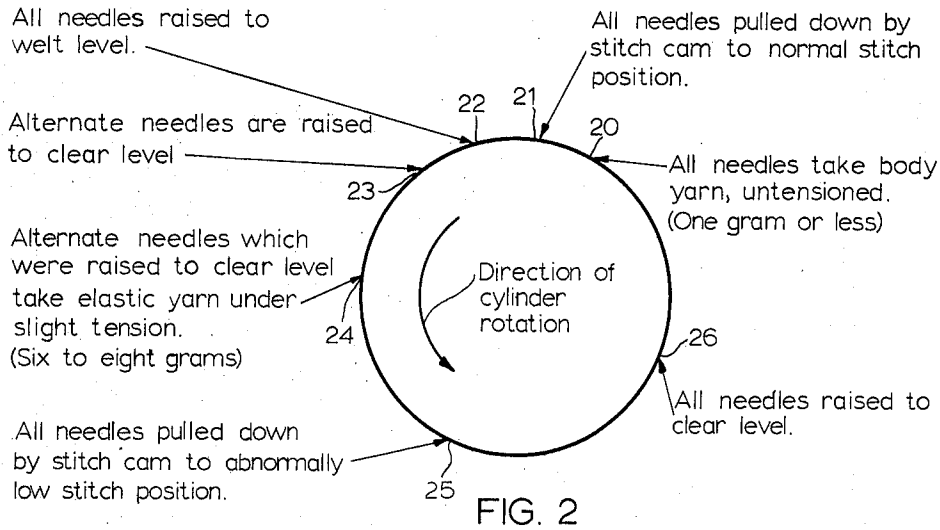 All needles raised to
welt level.
All needles pulled down by
stitch cam to normal stitch
position.
22
21
20
Alternate needles are raised
to clear level
23
All needles take body
yarn, untensioned.
(One gram or less)
Alternate needles which
were raised to clear level
take elastic yarn under
slight tension.
(Six to eight grams)
24
Direction of
cylinder
rotation
26
All needles raised to
clear level.
All needles pulled down
by stitch cam to abnormally
low stitch position.
25
FIG. 2